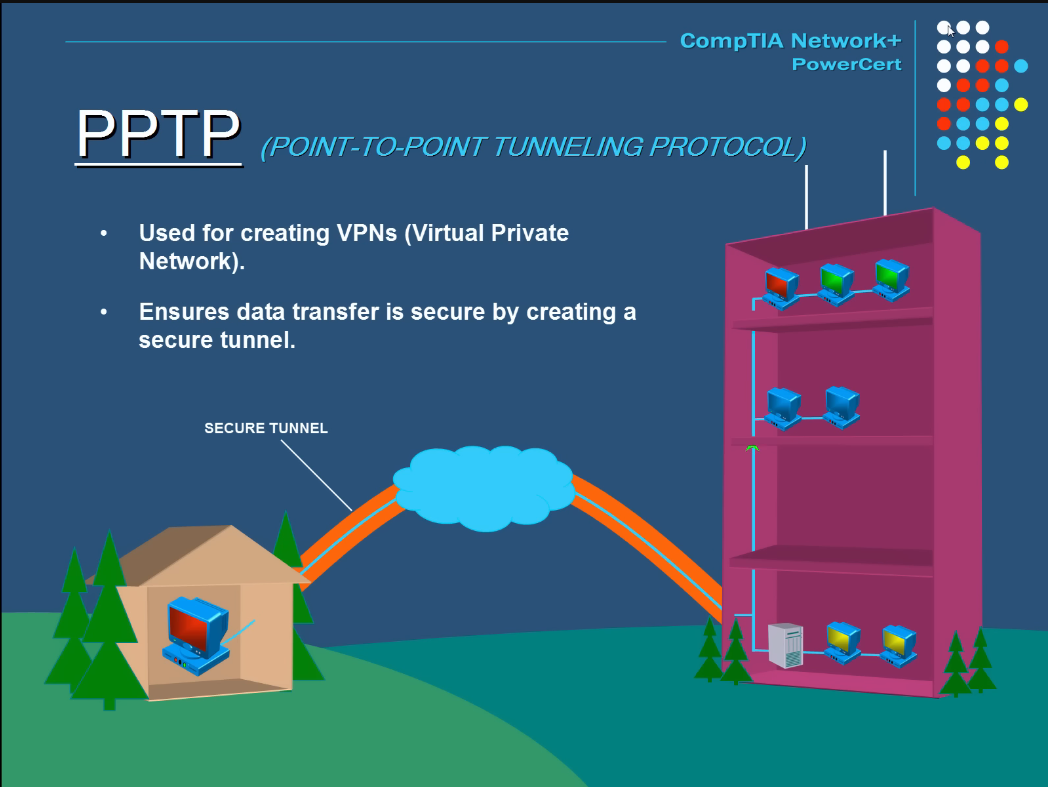 CompTIA Network+
PowerCert
PPTP (POINT-TO-POINT TUNNELING PROTOCOL)
• Used for creating VPNs (Virtual Private
Network).
• Ensures data transfer is secure by creating a
secure tunnel.
SECURE TUNNEL